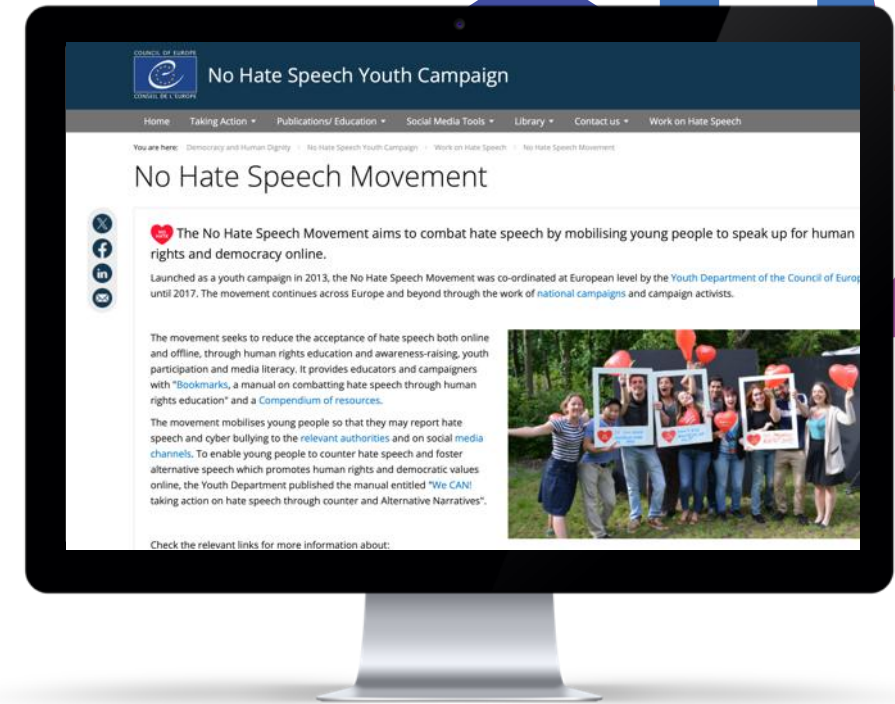 COUNCIL OF EUROPE
CONSEIL DE L'EUROPE
No Hate Speech Youth Campaign
Home Taking Action Publications/ Education Social Media Tools Library Contact us Work on Hate Speech
You are here: Democracy and Human Dignity No Hate Speech Youth Campaign Work on Hate Speech No Hate Speech Movement
No Hate Speech Movement
The No Hate Speech Movement aims to combat hate speech by mobilising young people to speak up for human
rights and democracy online.
Launched as a youth campaign in 2013, the No Hate Speech Movement was co-ordinated at European level by the Youth Department of the Council of Europ
until 2017. The movement continues across Europe and beyond through the work of national campaigns and campaign activists.
The movement seeks to reduce the acceptance of hate speech both online
and offline, through human rights education and awareness-raising, youth
participation and media literacy. It provides educators and campaigners
with "Bookmarks, a manual on combatting hate speech through human
rights education" and a Compendium of resources.
The movement mobilises young people so that they may report hate
speech and cyber bullying to the relevant authorities and on social media
channels. To enable young people to counter hate speech and foster
alternative speech which promotes human rights and democratic values
online, the Youth Department published the manual entitled "We CAN!
taking action on hate speech through counter and Alternative Narratives".
Check the relevant links for more information about: